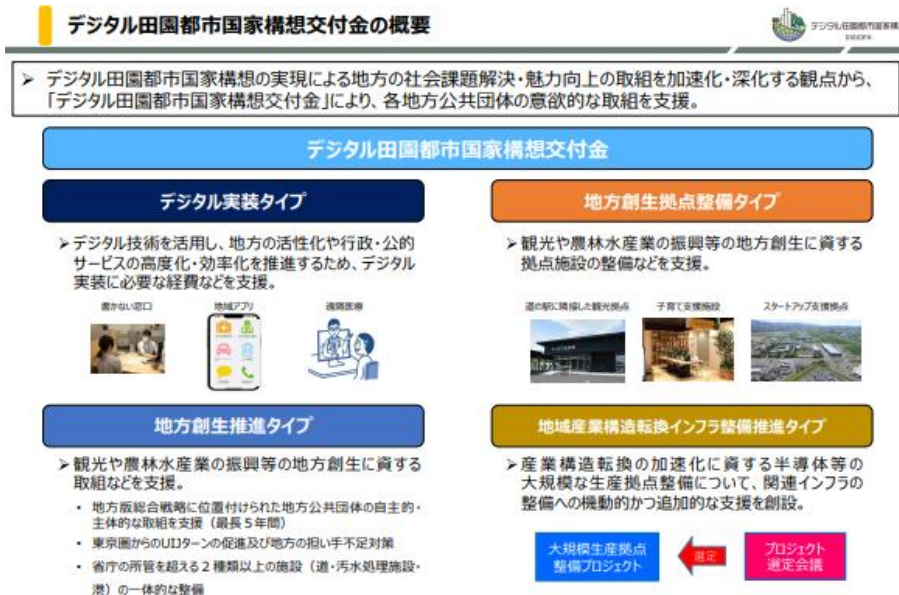 デジタル田園都市国家構想交付金の概要
デジタル田園都市国家構想
DIGIDEN
➢ デジタル田園都市国家構想の実現による地方の社会課題解決・魅力向上の取組を加速化・深化する観点から、
「デジタル田園都市国家構想交付金」により、各地方公共団体の意欲的な取組を支援。
デジタル田園都市国家構想交付金
デジタル実装タイプ
➢デジタル技術を活用し、地方の活性化や行政・公的
サービスの高度化・効率化を推進するため、デジタル
実装に必要な経費などを支援。
書かない窓口
地域アプリ
遠隔医療
地方創生拠点整備タイプ
➢観光や農林水産業の振興等の地方創生に資する
拠点施設の整備などを支援。
道の駅に隣接した観光拠点
子育て支援施設
スタートアップ支援拠点
地方創生推進タイプ
➢観光や農林水産業の振興等の地方創生に資する
取組などを支援。
・ 地方版総合戦略に位置付けられた地方公共団体の自主的・
主体的な取組を支援（最長５年間）
・ 東京圏からのUIJターンの促進及び地方の担い手不足対策
・ 省庁の所管を超える２種類以上の施設（道・汚水処理施設・
港）の一体的な整備
地域産業構造転換インフラ整備推進タイプ
➢産業構造転換の加速化に資する半導体等の
大規模な生産拠点整備について、関連インフラの
整備への機動的かつ追加的な支援を創設。
大規模生産拠点
整備プロジェクト
選定
プロジェクト
選定会議